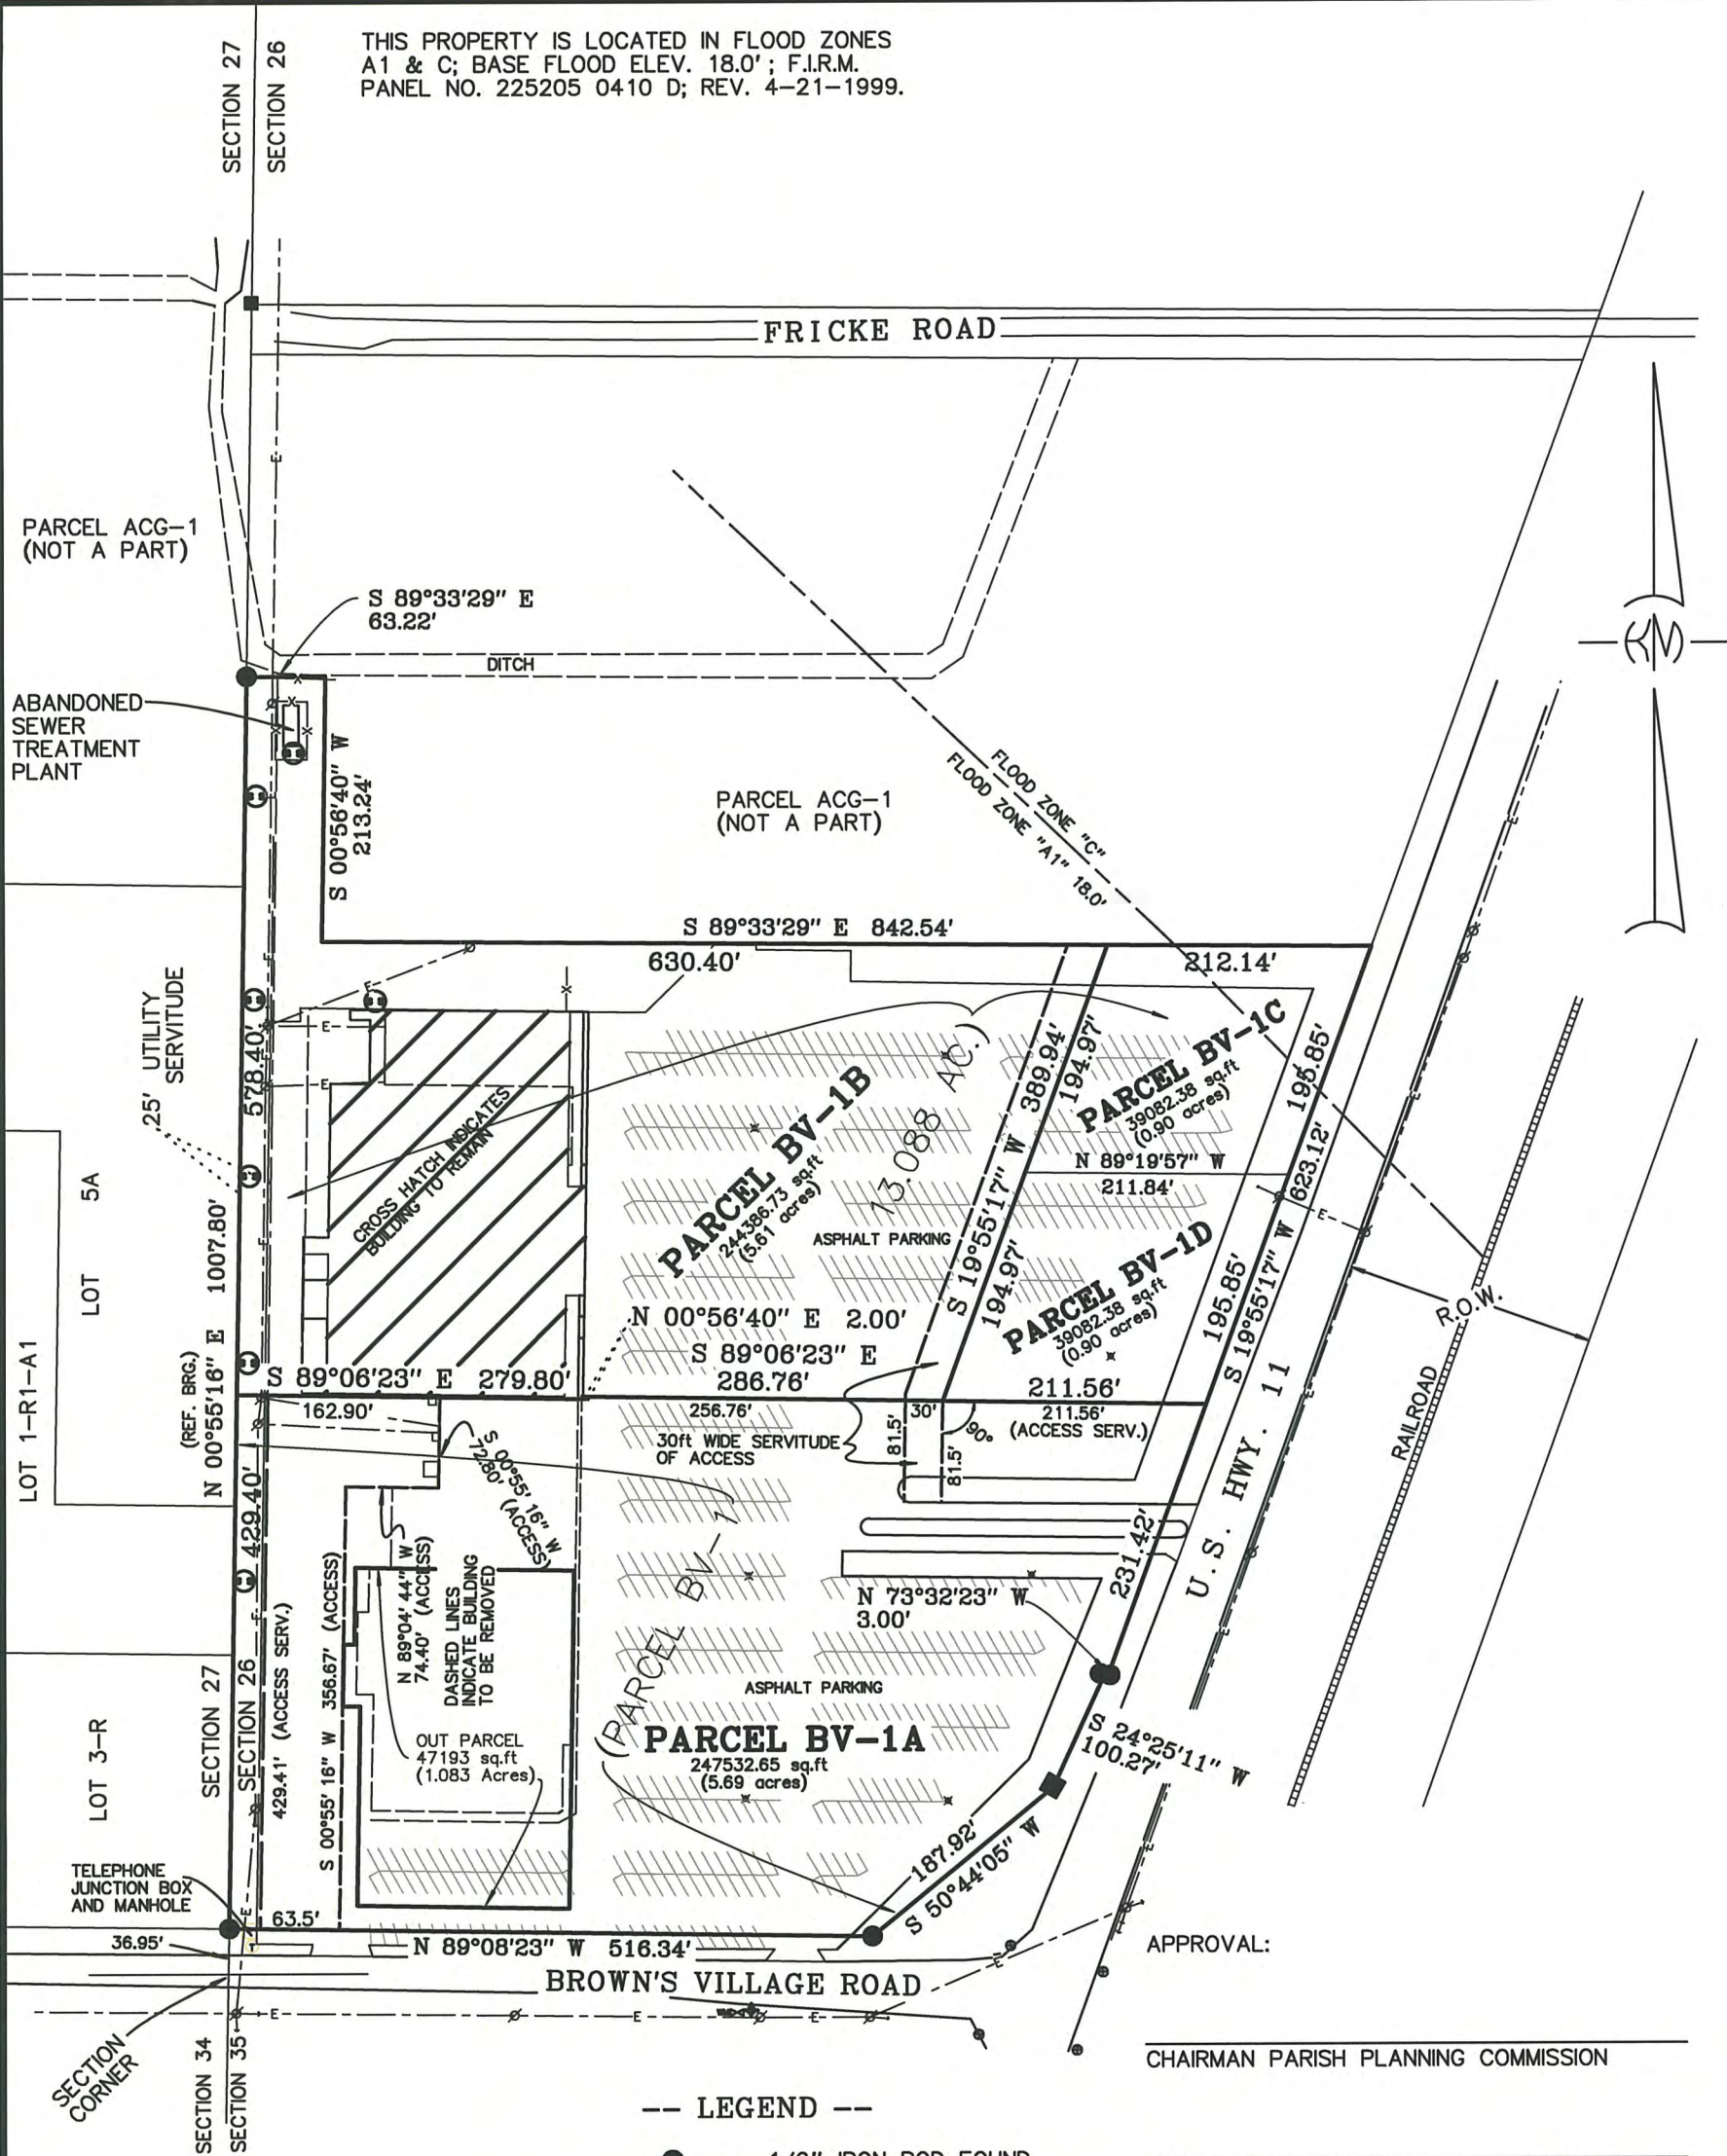 THIS PROPERTY IS LOCATED IN FLOOD ZONES
A1 & C; BASE FLOOD ELEV. 18.0'; F.I.R.M.
PANEL NO. 225205 0410 D; REV. 4-21-1999.
SECTION 27
SECTION 26
FRICKE ROAD
PARCEL ACG-1
(NOT A PART)
S 89°33'29" E
63.22'
DITCH
ABANDONED
SEWER
TREATMENT
PLANT
S 00°56'40" W
213.24'
PARCEL ACG-1
(NOT A PART)
FLOOD ZONE "C"
FLOOD ZONE "A1" 18.0'
KM
S 89°33'29" E 842.54'
630.40'
212.14'
25' UTILITY
SERVITUDE
578.40'
CROSS HATCH INDICATES
BUILDING TO REMAIN
PARCEL BV-1B
244386.73 sq.ft
(5.61 acres)
13.088 AC.)
ASPHALT PARKING
S 19°55'17" W 389.94'
194.97'
194.97'
PARCEL BV-1C
39082.38 sq.ft
(0.90 acres)
N 89°19'57" W
211.84'
195.85'
PARCEL BV-1D
39082.38 sq.ft
(0.90 acres)
195.85'
S 19°55'17" W 623.12'
LOT 5A
LOT 1-R1-A1
(REF. BRG.)
N 00°55'16" E 1007.80'
N 00°56'40" E 2.00'
S 89°06'23" E
286.76'
S 89°06'23" E 279.80'
162.90'
256.76'
30'
211.56'
211.56'
(ACCESS SERV.)
90°
81.5'
81.5'
30ft WIDE SERVITUDE
OF ACCESS
R.O.W.
RAILROAD
U.S. HWY. 11
429.40'
S 00°55'16" W
72.80' (ACCESS)
N 89°04'44" W
74.40' (ACCESS)
S 00°55'16" W 356.67' (ACCESS)
429.41' (ACCESS SERV.)
DASHED LINES
INDICATE BUILDING
TO BE REMOVED
OUT PARCEL
47193 sq.ft
(1.083 Acres)
(PARCEL BV-1
231.42'
N 73°32'23" W
3.00'
ASPHALT PARKING
PARCEL BV-1A
247532.65 sq.ft
(5.69 acres)
S 24°25'11" W
100.27'
187.92'
S 50°44'05" W
LOT 3-R
SECTION 27
SECTION 26
TELEPHONE
JUNCTION BOX
AND MANHOLE
63.5'
36.95'
N 89°08'23" W 516.34'
BROWN'S VILLAGE ROAD
SECTION
CORNER
SECTION 34
SECTION 35
APPROVAL:
CHAIRMAN PARISH PLANNING COMMISSION
-- LEGEND --